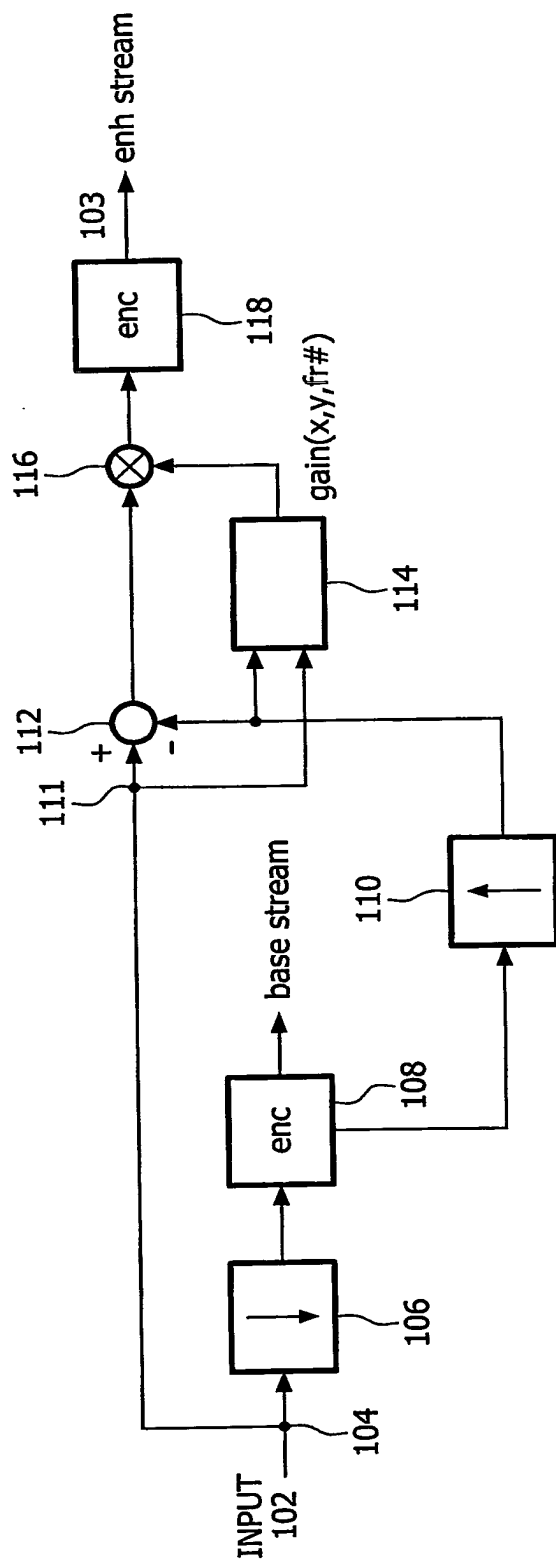 INPUT
102
104
106
enc
108
base stream
110
111
+
-
112
114
gain(x,y,fr#)
116
enc
118
103
enh stream